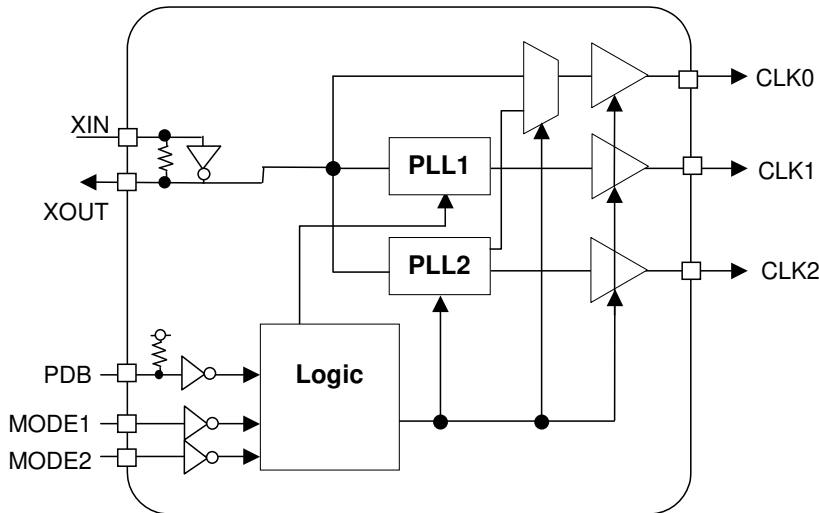 CLK0
XIN
PLL1
CLK1
XOUT
PLL2
CLK2
PDB
Logic
MODE1
MODE2